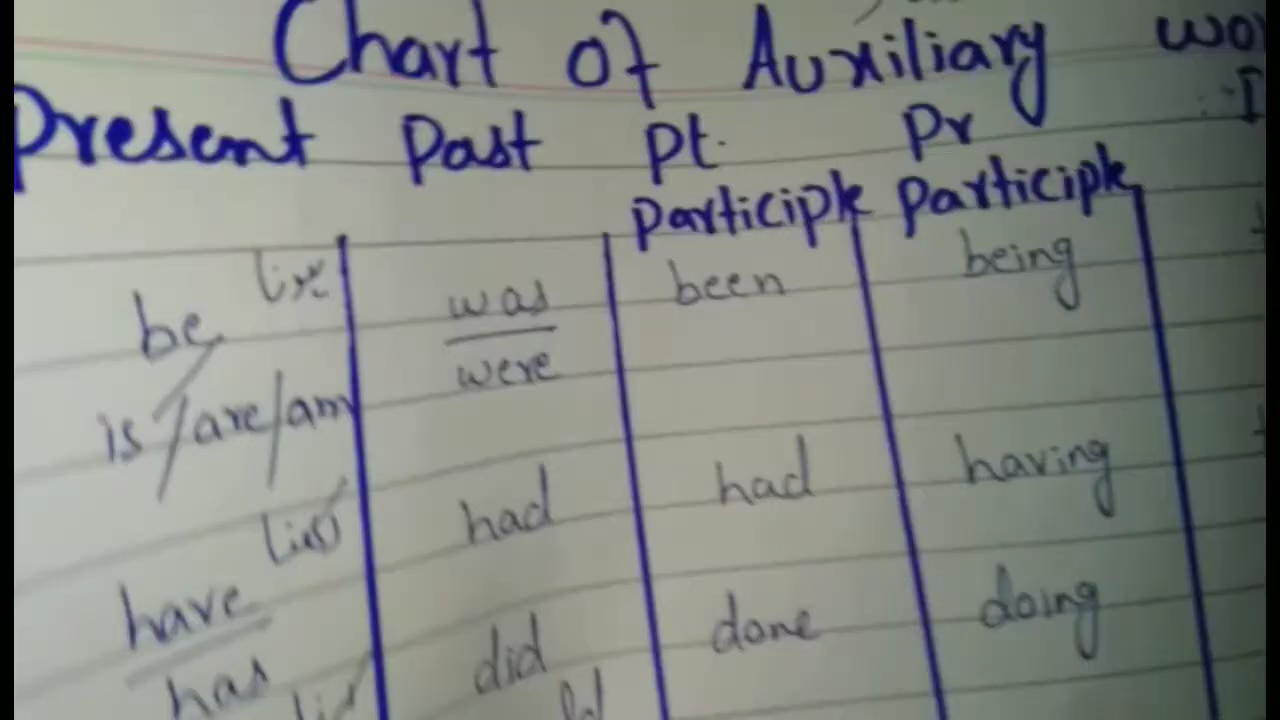 Chart of Auxiliary
Present Past Pt. Pr
participle participle
be was been being
were
is/are/am
had had having
have did done doing
has